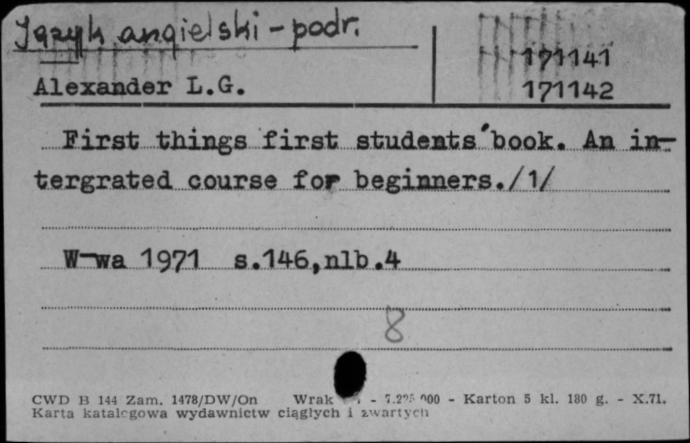 Język angielski - podr.
171141
Alexander L.G.
171142
First things first students'book. An in-
tergrated course for beginners./1/
W-wa 1971 s.146,nlb.4
8
CWD B 144 Zam. 1478/DW/On Wrak - 000 - Karton 5 kl. 180 g. - X.71.
Karta katalogowa wydawnictw ciągłych i zwartych